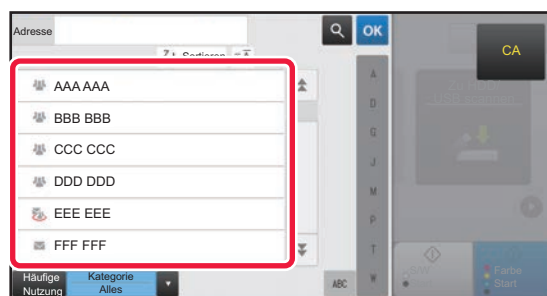 Adresse
OK
CA
Sortieren
A
AAA AAA
D
BBB BBB
G
CCC CCC
J
DDD DDD
M
EEE EEE
P
FFF FFF
T
Häufige
Nutzung
Kategorie
Alles
ABC
W
Farbe
Start